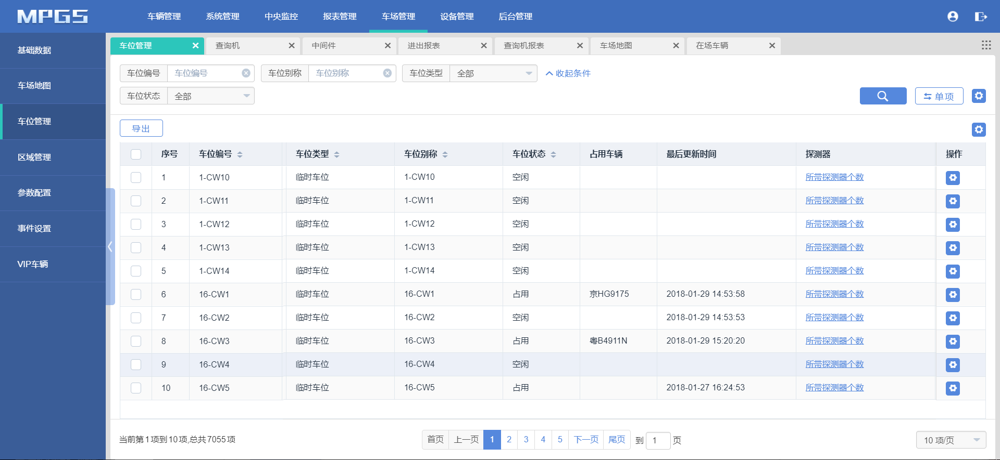 MPGS 车辆管理 系统管理 中央监控 报表管理 车场管理 设备管理 后台管理
基础数据
车场地图
车位管理
区域管理
参数配置
事件设置
VIP车辆
车位管理 查询机 中间件 进出报表 查询机报表 车场地图 在场车辆
车位编号 车位编号 车位别称 车位别称 车位类型 全部 收起条件
车位状态 全部 单项
导出
序号 车位编号 车位类型 车位别称 车位状态 占用车辆 最后更新时间 探测器 操作
1 1-CW10 临时车位 1-CW10 空闲 所带探测器个数
2 1-CW11 临时车位 1-CW11 空闲 所带探测器个数
3 1-CW12 临时车位 1-CW12 空闲 所带探测器个数
4 1-CW13 临时车位 1-CW13 空闲 所带探测器个数
5 1-CW14 临时车位 1-CW14 空闲 所带探测器个数
6 16-CW1 临时车位 16-CW1 占用 京HG9175 2018-01-29 14:53:58 所带探测器个数
7 16-CW2 临时车位 16-CW2 空闲 2018-01-29 14:53:53 所带探测器个数
8 16-CW3 临时车位 16-CW3 占用 粤B4911N 2018-01-29 15:20:20 所带探测器个数
9 16-CW4 临时车位 16-CW4 空闲 所带探测器个数
10 16-CW5 临时车位 16-CW5 占用 2018-01-27 16:24:53 所带探测器个数
当前第1项到10项,总共7055项 首页 上一页 1 2 3 4 5 下一页 尾页 到 1 页 10 项/页